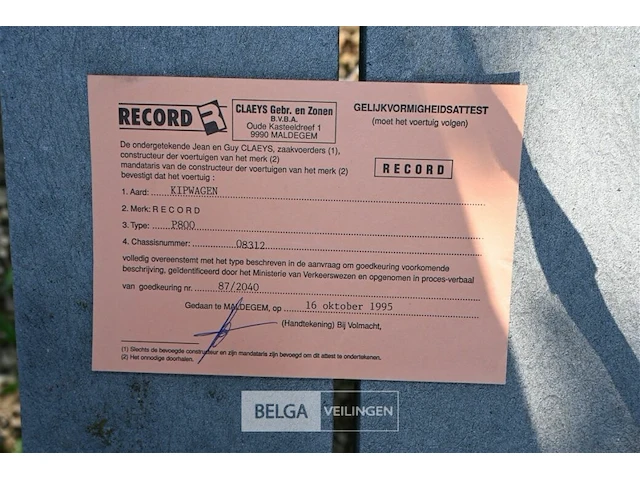 RECORD R
CLAEYS Gebr. en Zonen
B.V.B.A.
Oude Kasteeldreef 1
9990 MALDEGEM
GELIJKVORMIGHEIDSATTEST
(moet het voertuig volgen)
De ondergetekende Jean en Guy CLAEYS, zaakvoerders (1),
constructeur der voertuigen van het merk (2)
mandataris van de constructeur der voertuigen van het merk (2)
bevestigt dat het voertuig :
RECORD
1. Aard: KIPWAGEN
2. Merk: RECORD
3. Type: P800
4. Chassisnummer: 08312
volledig overeenstemt met het type beschreven in de aanvraag om goedkeuring voorkomende
beschrijving, geïdentificeerd door het Ministerie van Verkeerswezen en opgenomen in proces-verbaal
van goedkeuring nr. 87/2040
Gedaan te MALDEGEM, op 16 oktober 1995
(Handtekening) Bij Volmacht,
(1) Slechts de bevoegde constructeur en zijn mandataris zijn bevoegd om dit attest te ondertekenen.
(2) Het onnodige doorhalen.
BELGA VEILINGEN